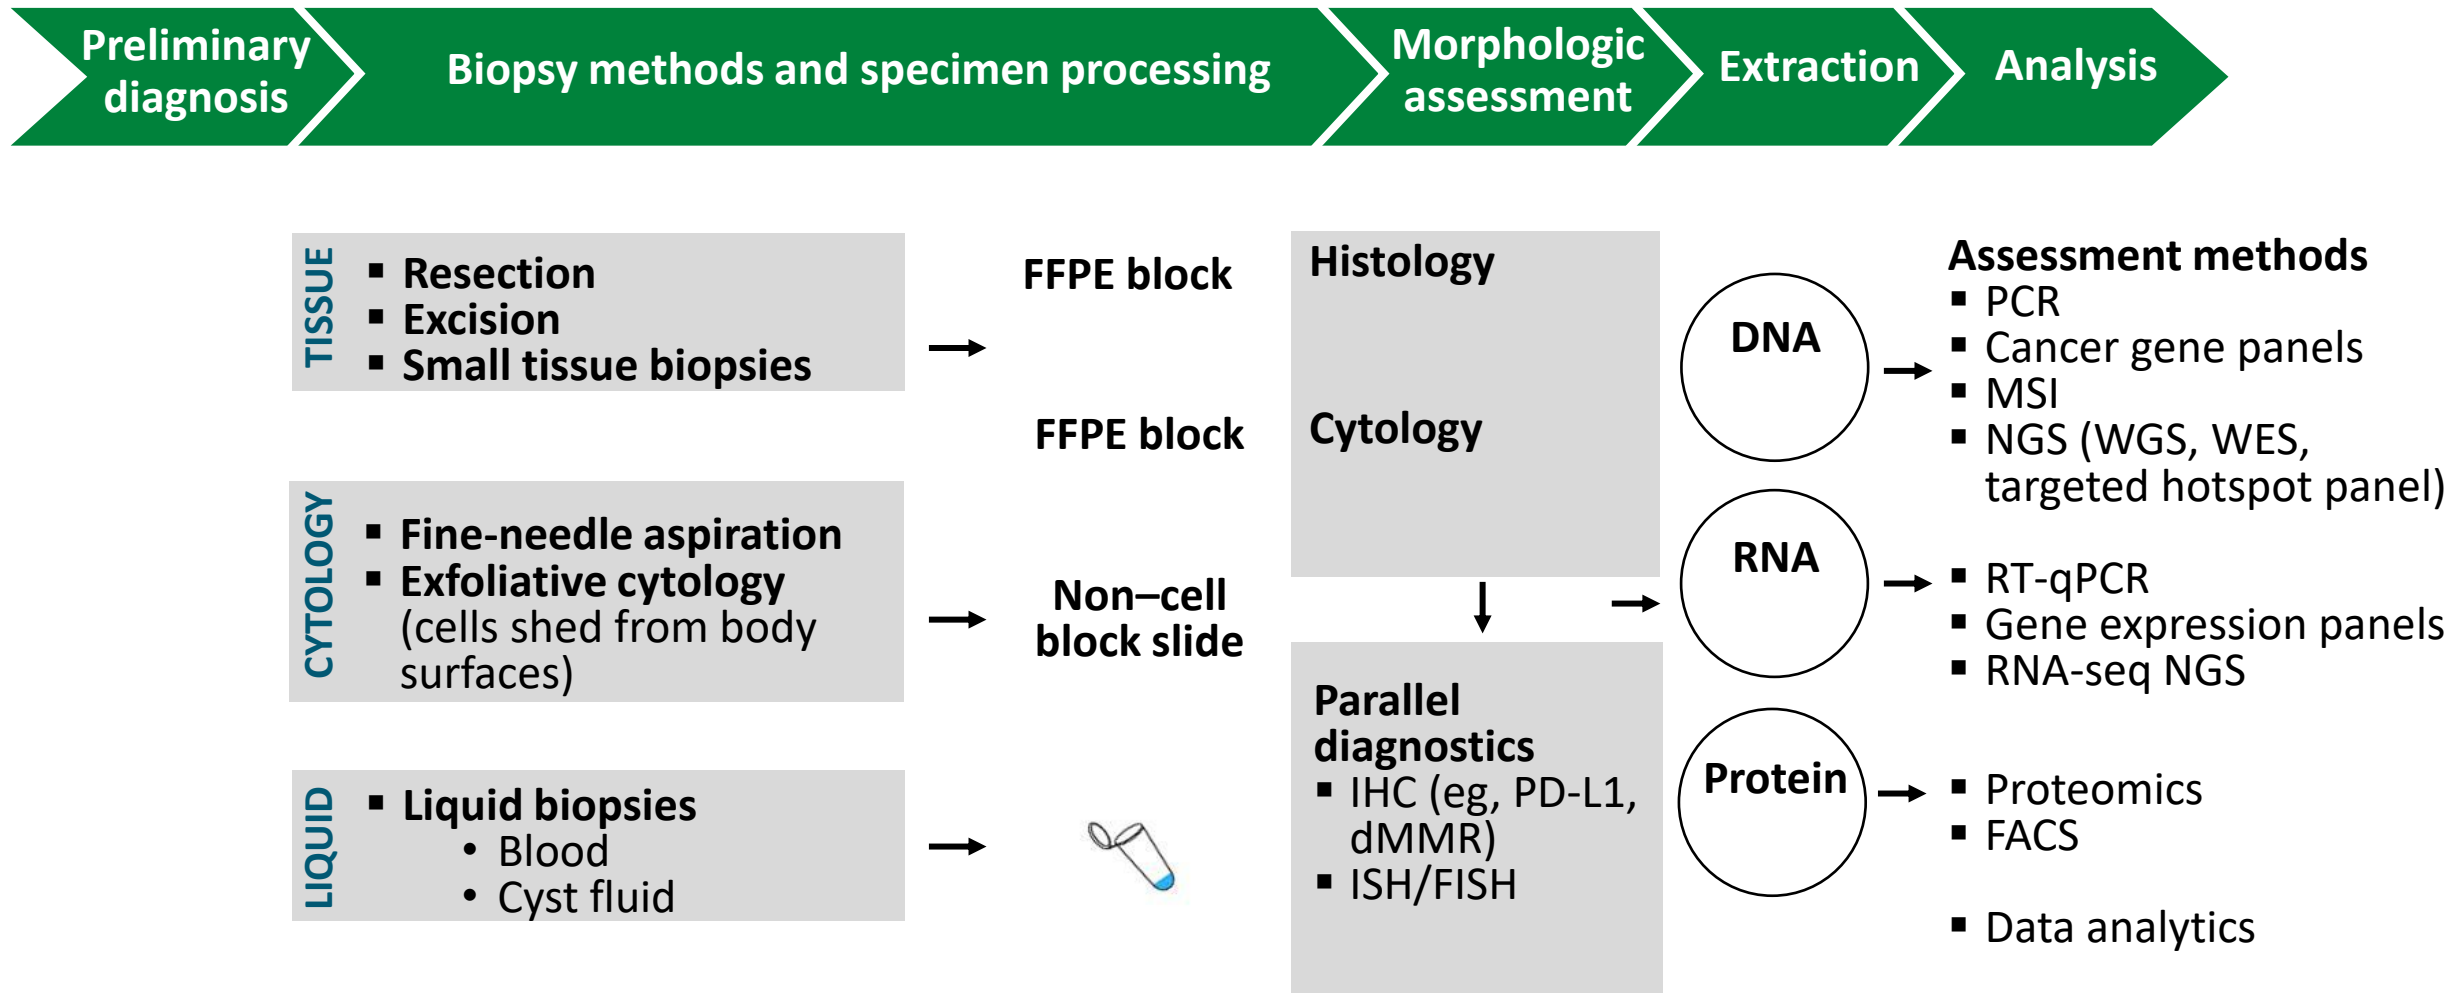 Preliminary
diagnosis
Biopsy methods and specimen processing
Morphologic
assessment
Extraction
Analysis
TISSUE
▪ Resection
▪ Excision
▪ Small tissue biopsies
FFPE block
FFPE block
CYTOLOGY
▪ Fine-needle aspiration
▪ Exfoliative cytology
(cells shed from body
surfaces)
Non–cell
block slide
LIQUID
▪ Liquid biopsies
• Blood
• Cyst fluid
Histology
Cytology
Parallel
diagnostics
▪ IHC (eg, PD-L1,
dMMR)
▪ ISH/FISH
DNA
RNA
Protein
Assessment methods
▪ PCR
▪ Cancer gene panels
▪ MSI
▪ NGS (WGS, WES,
targeted hotspot panel)
▪ RT-qPCR
▪ Gene expression panels
▪ RNA-seq NGS
▪ Proteomics
▪ FACS
▪ Data analytics